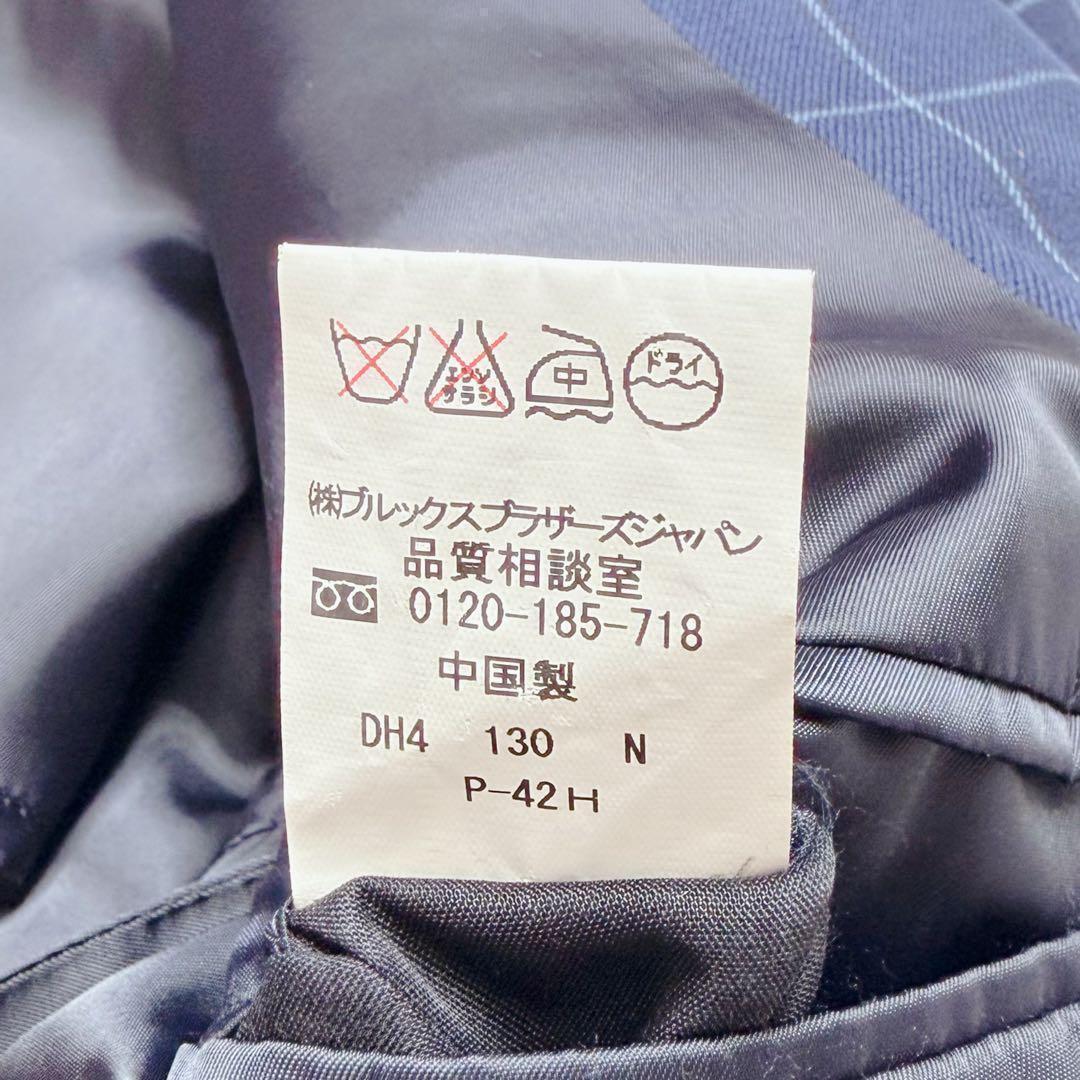 エンソ
サラシ
中
ドライ
(株)ブルックスブラザーズジャパン
品質相談室
0120-185-718
中国製
DH4 130 N
P-42H